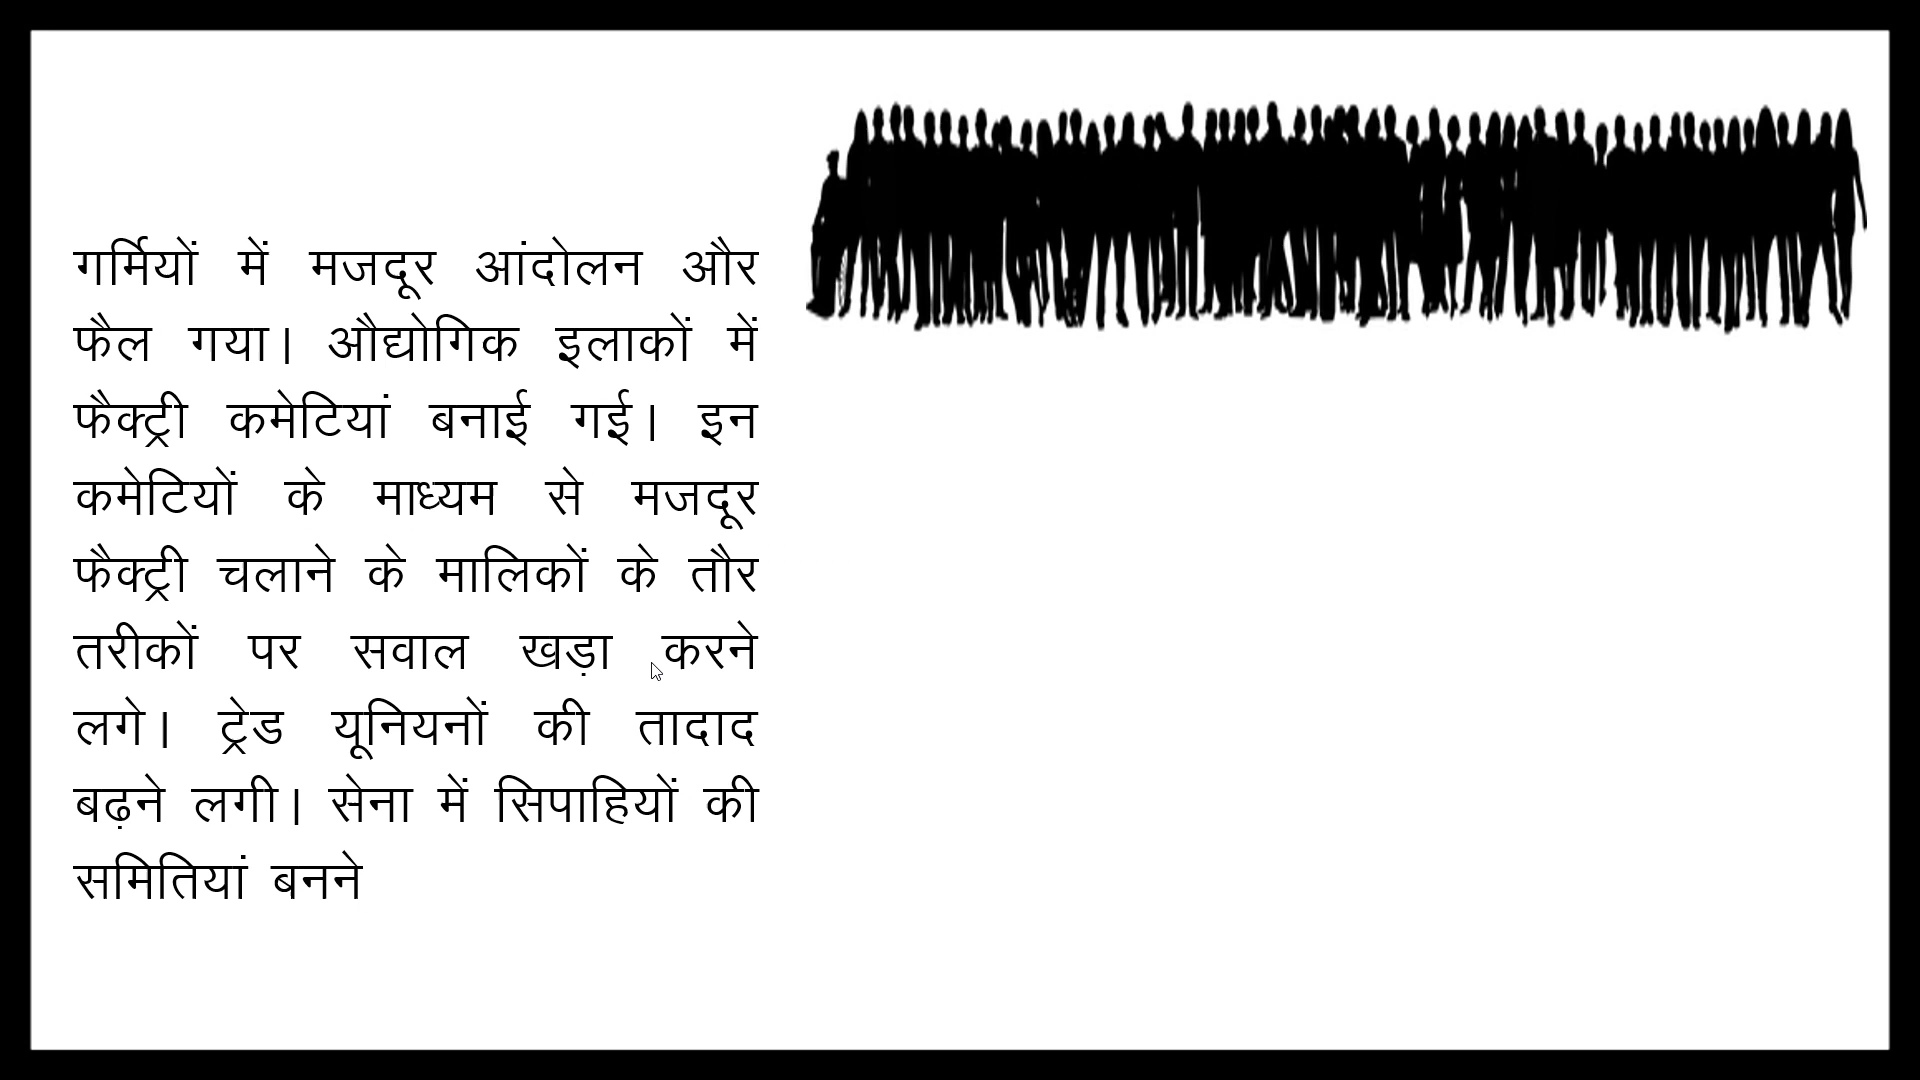 गर्मियों में मजदूर आंदोलन और
फैल गया। औद्योगिक इलाकों में
फैक्ट्री कमेटियां बनाई गई। इन
कमेटियों के माध्यम से मजदूर
फैक्ट्री चलाने के मालिकों के तौर
तरीकों पर सवाल खड़ा करने
लगे। ट्रेड यूनियनों की तादाद
बढ़ने लगी। सेना में सिपाहियों की
समितियां बनने